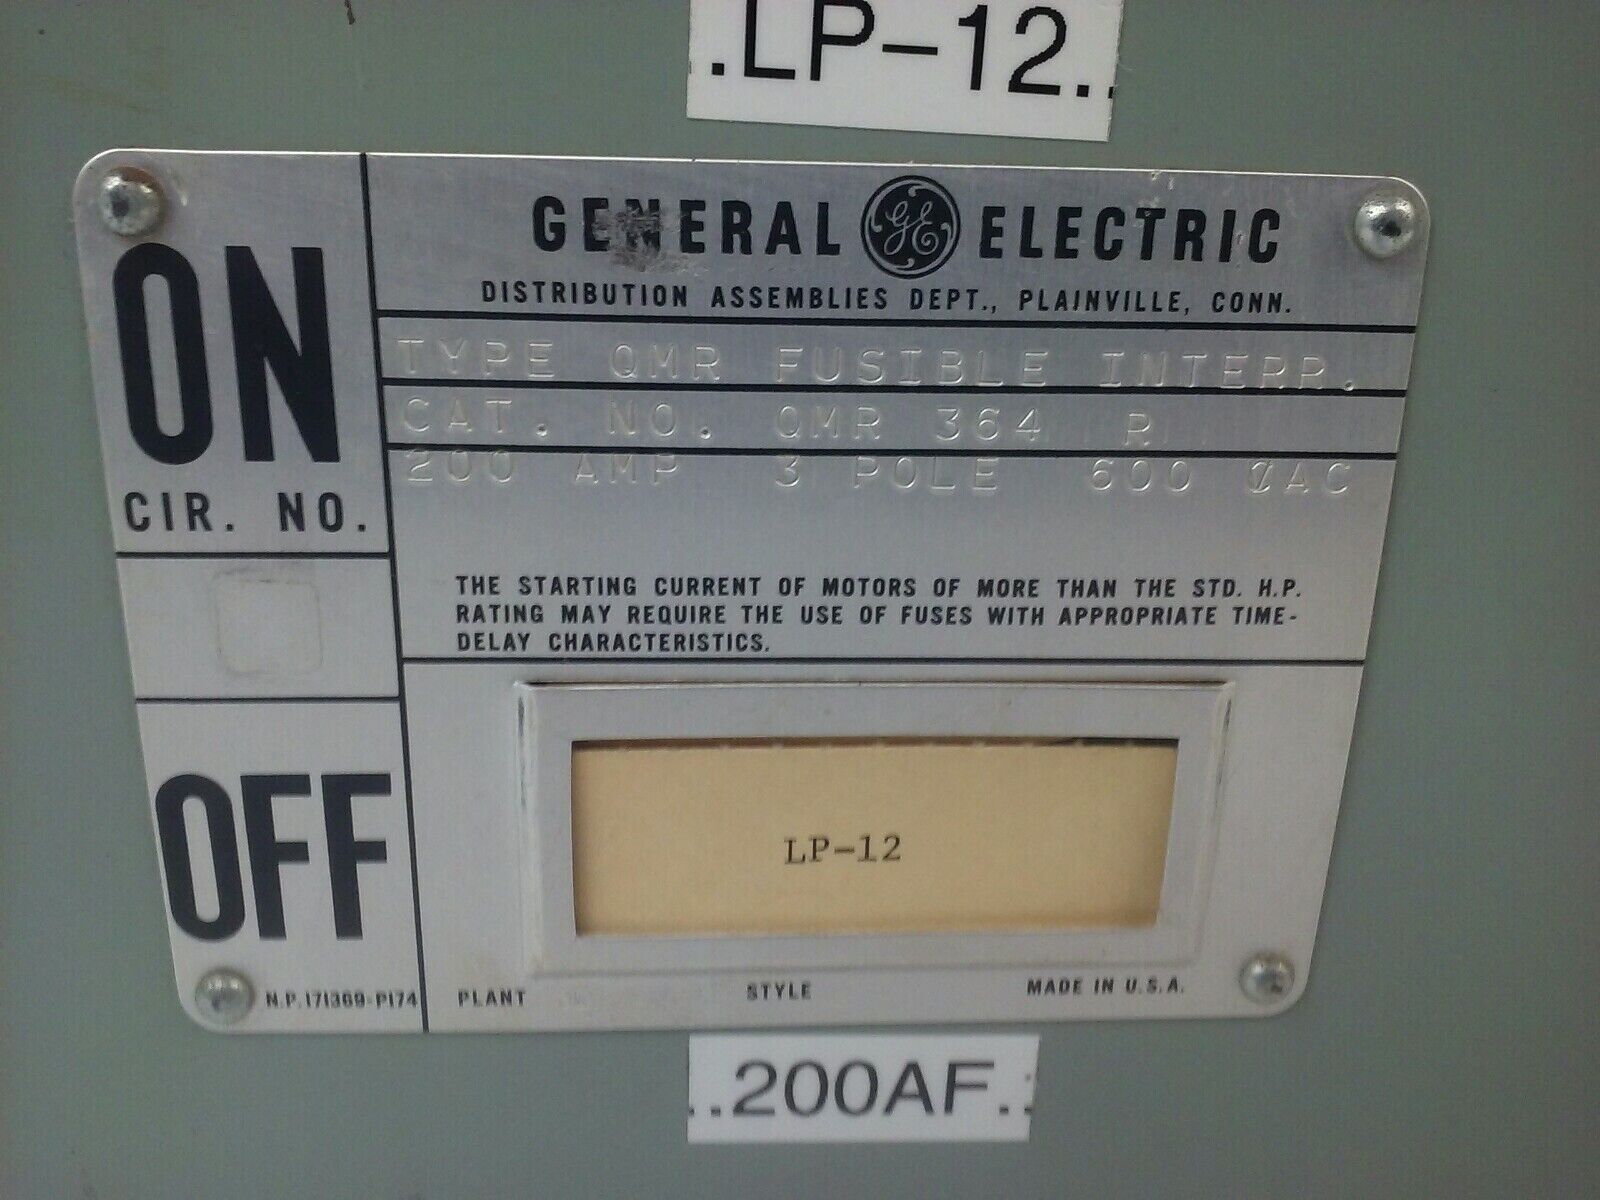 .LP-12..
GENERAL GE ELECTRIC
DISTRIBUTION ASSEMBLIES DEPT., PLAINVILLE, CONN.
ON
CIR. NO.
TYPE QMR FUSIBLE INTERR.
CAT. NO. QMR 364 R
200 AMP 3 POLE 600 VAC
THE STARTING CURRENT OF MOTORS OF MORE THAN THE STD. H.P.
RATING MAY REQUIRE THE USE OF FUSES WITH APPROPRIATE TIME-
DELAY CHARACTERISTICS.
OFF
LP-12
N.P.171369-P174
PLANT STYLE MADE IN U.S.A.
..200AF..